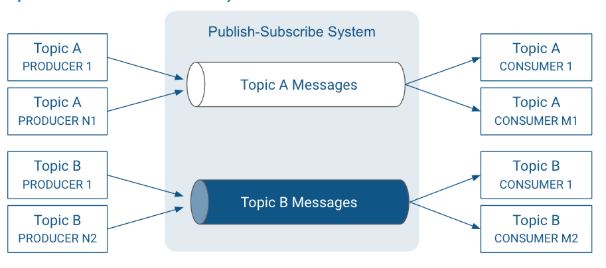 Publish-Subscribe System
Topic A
PRODUCER 1
Topic A
PRODUCER N1
Topic A Messages
Topic A
CONSUMER 1
Topic A
CONSUMER M1
Topic B
PRODUCER 1
Topic B
PRODUCER N2
Topic B Messages
Topic B
CONSUMER 1
Topic B
CONSUMER M2